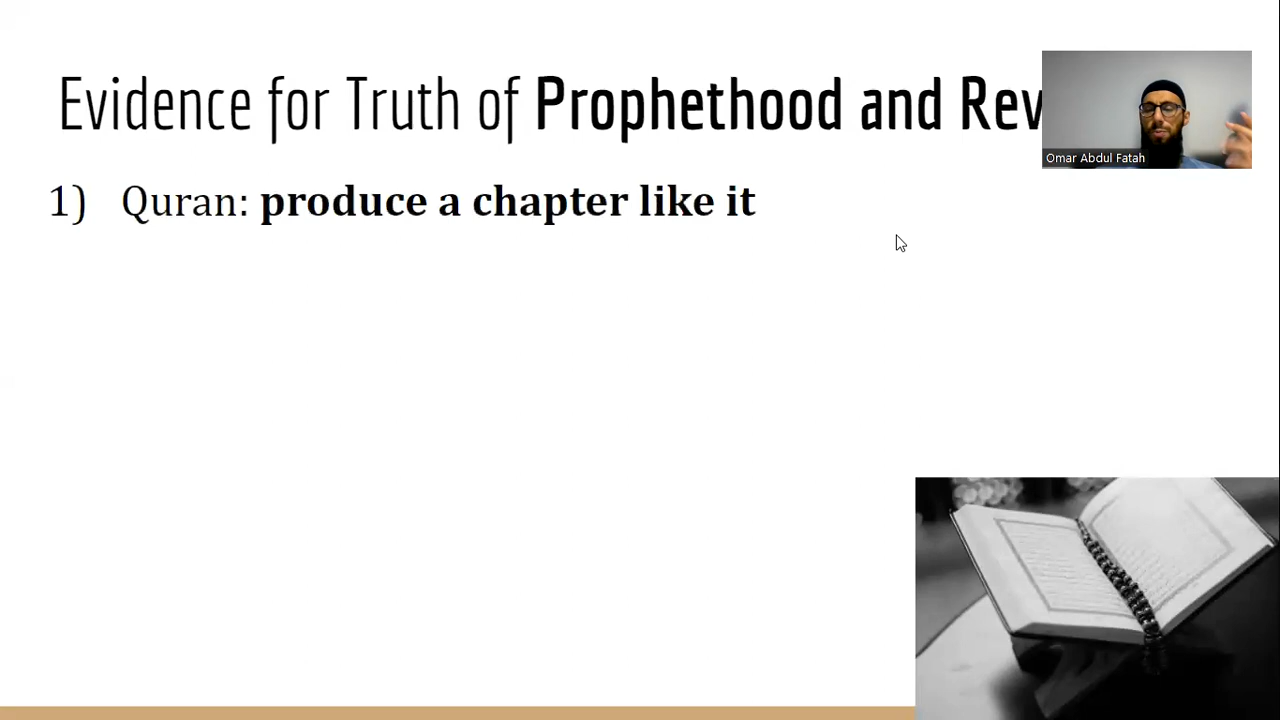 Evidence for Truth of Prophethood and Rev
Omar Abdul Fatah
1) Quran: produce a chapter like it